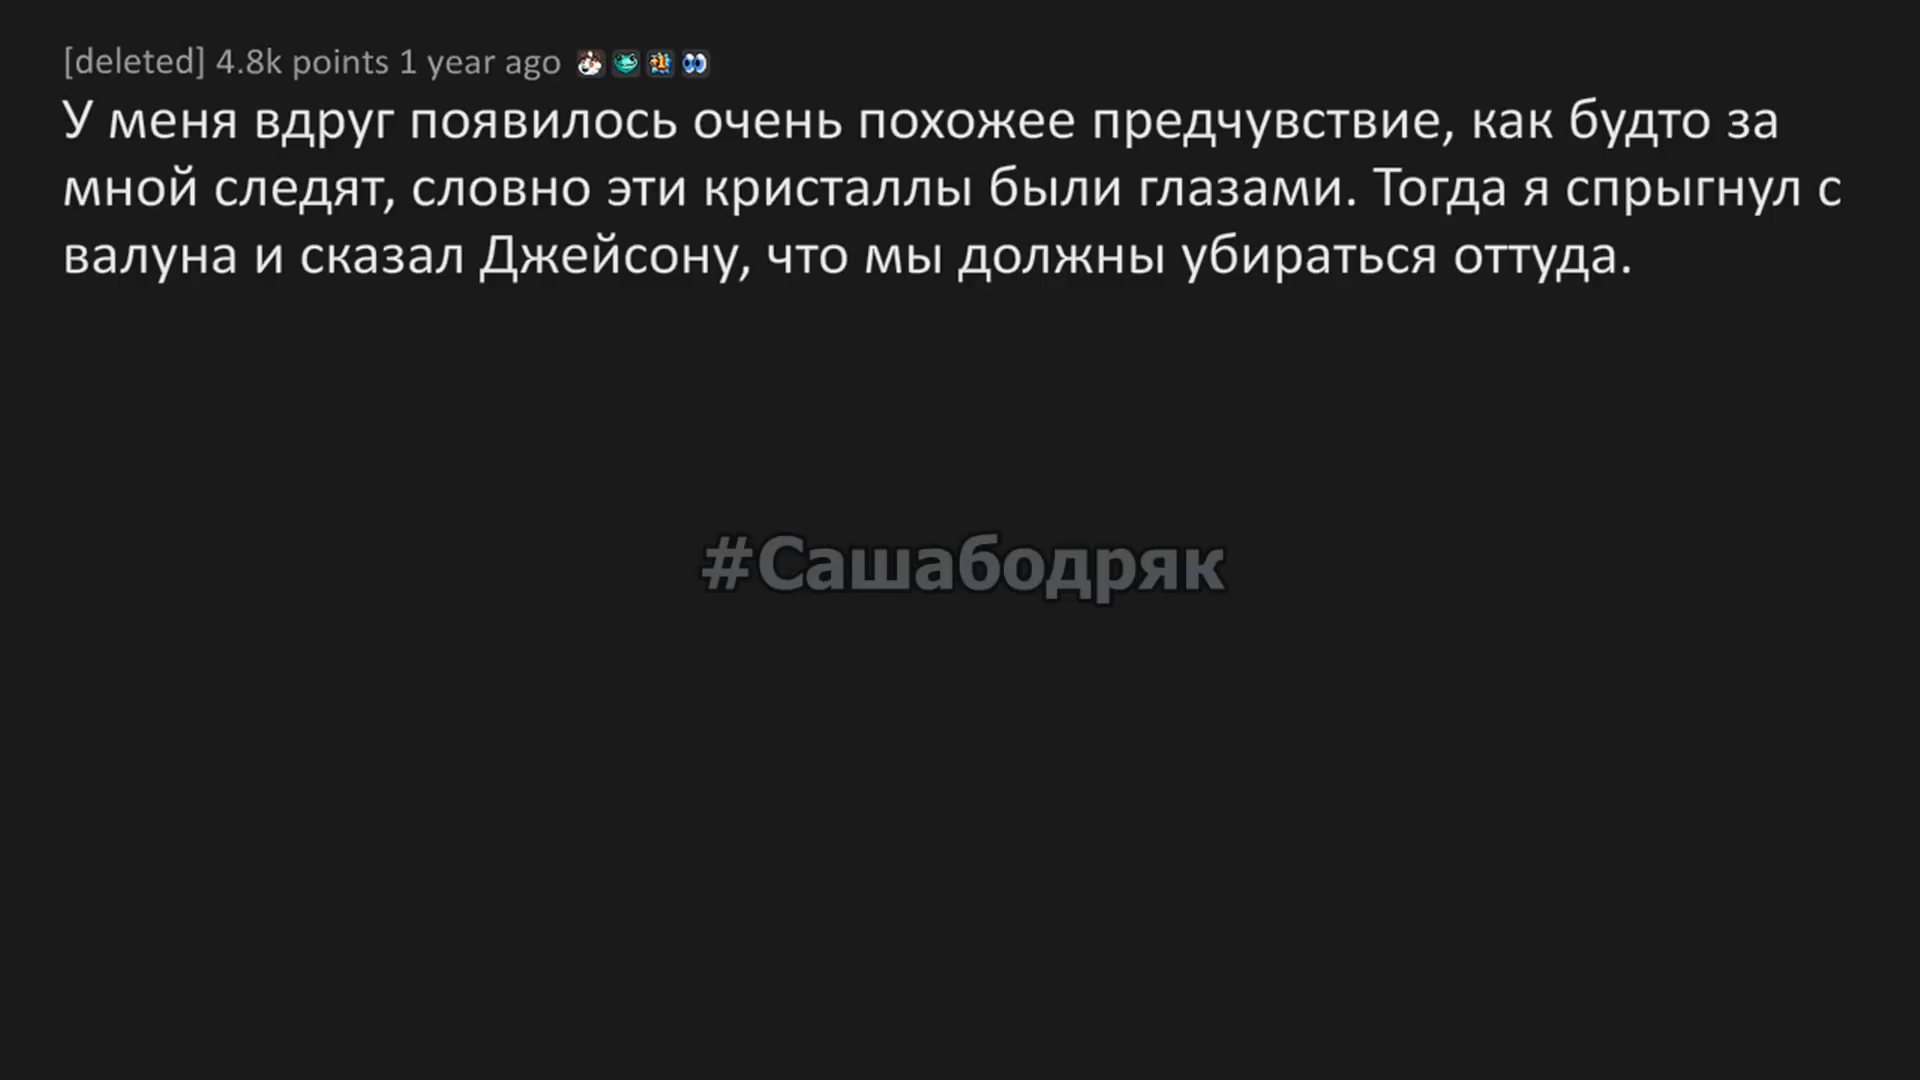 [deleted] 4.8k points 1 year ago
У меня вдруг появилось очень похожее предчувствие, как будто за
мной следят, словно эти кристаллы были глазами. Тогда я спрыгнул с
валуна и сказал Джейсону, что мы должны убираться оттуда.
#Сашабодряк